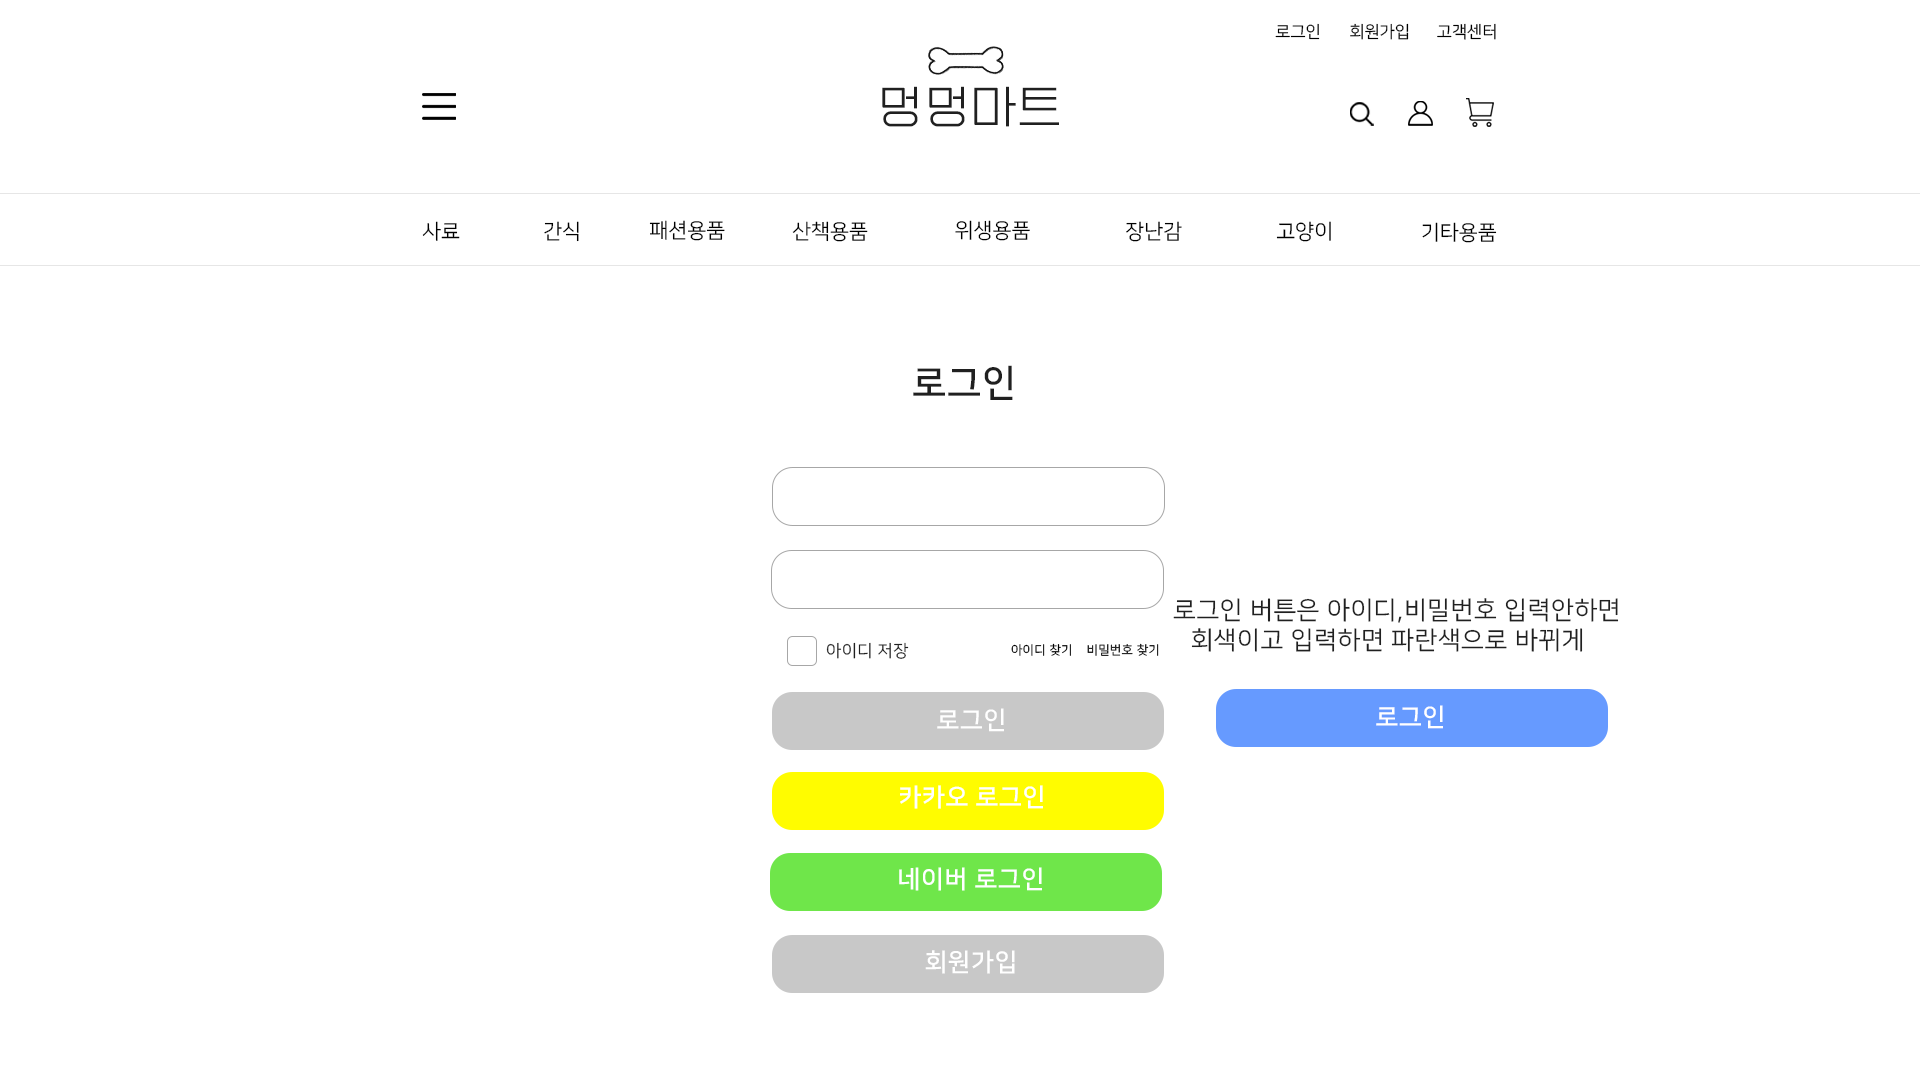 로그인 회원가입 고객센터
멍멍마트
사료 간식 패션용품 산책용품 위생용품 장난감 고양이 기타용품
로그인
아이디 저장 아이디 찾기 비밀번호 찾기
로그인 버튼은 아이디,비밀번호 입력안하면
회색이고 입력하면 파란색으로 바뀌게
로그인
로그인
카카오 로그인
네이버 로그인
회원가입